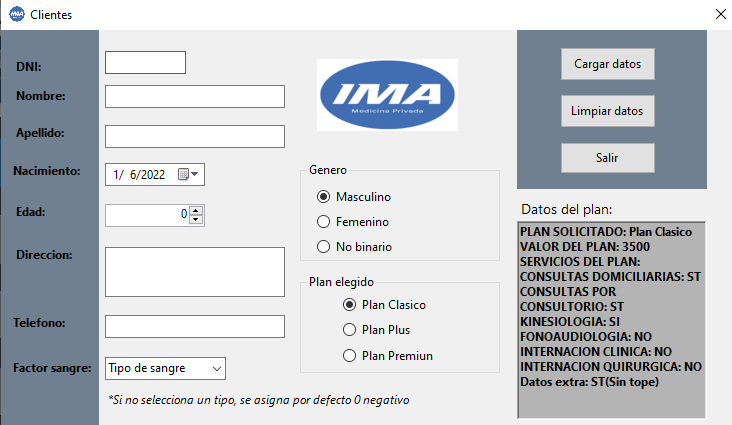 Clientes
DNI:
Nombre:
Apellido:
Nacimiento:
1/ 6/2022
Edad:
0
Direccion:
Telefono:
Factor sangre:
Tipo de sangre
*Si no selecciona un tipo, se asigna por defecto 0 negativo
IMA
Medicina Privada
Genero
Masculino
Femenino
No binario
Plan elegido
Plan Clasico
Plan Plus
Plan Premiun
Cargar datos
Limpiar datos
Salir
Datos del plan:
PLAN SOLICITADO: Plan Clasico
VALOR DEL PLAN: 3500
SERVICIOS DEL PLAN:
CONSULTAS DOMICILIARIAS: ST
CONSULTAS POR
CONSULTORIO: ST
KINESIOLOGIA: SI
FONOAUDIOLOGIA: NO
INTERNACION CLINICA: NO
INTERNACION QUIRURGICA: NO
Datos extra: ST(Sin tope)